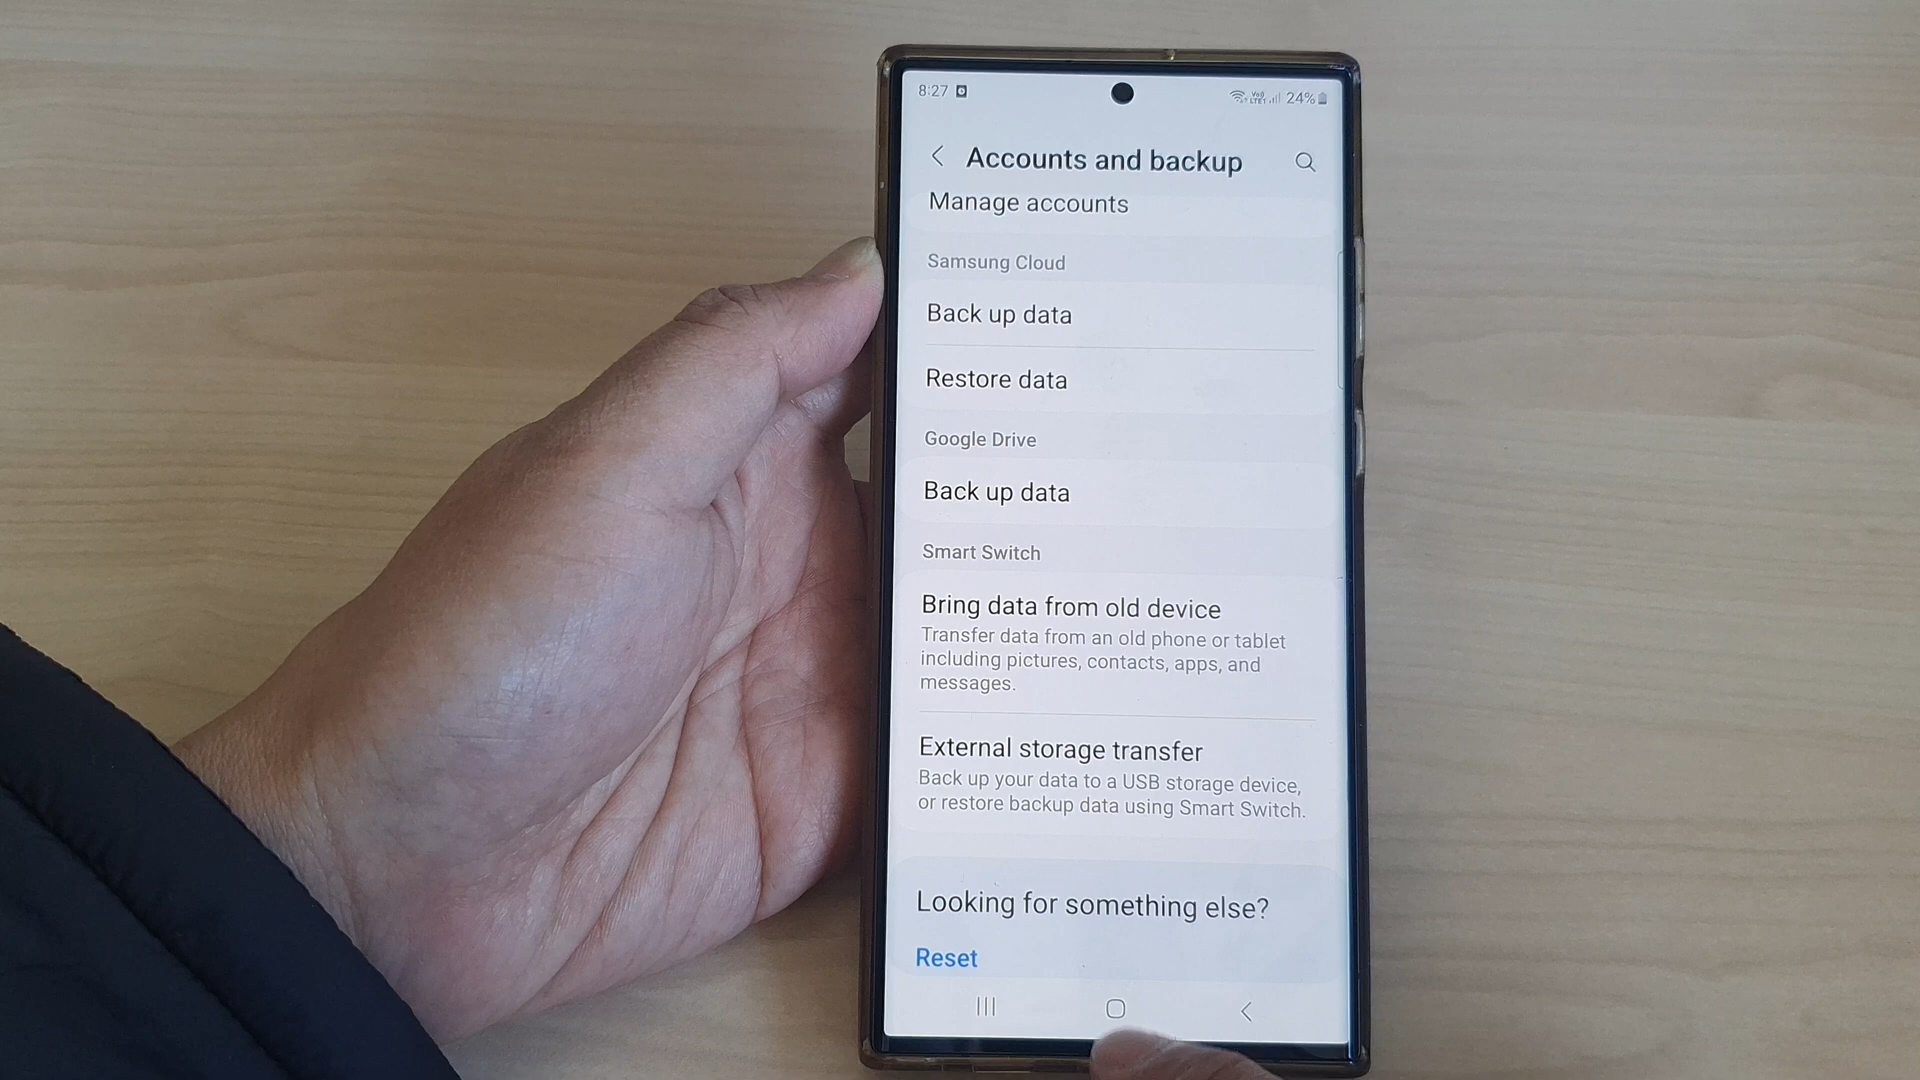 8:27
24%
Accounts and backup
Manage accounts
Samsung Cloud
Back up data
Restore data
Google Drive
Back up data
Smart Switch
Bring data from old device
Transfer data from an old phone or tablet
including pictures, contacts, apps, and
messages.
External storage transfer
Back up your data to a USB storage device,
or restore backup data using Smart Switch.
Looking for something else?
Reset